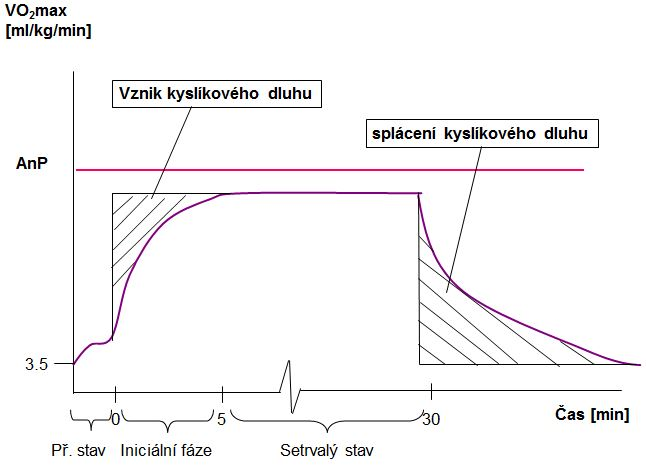 VO2max
[ml/kg/min]
Vznik kyslíkového dluhu
splácení kyslíkového dluhu
AnP
3.5
0
5
30
Čas [min]
Př. stav
Iniciální fáze
Setrvalý stav